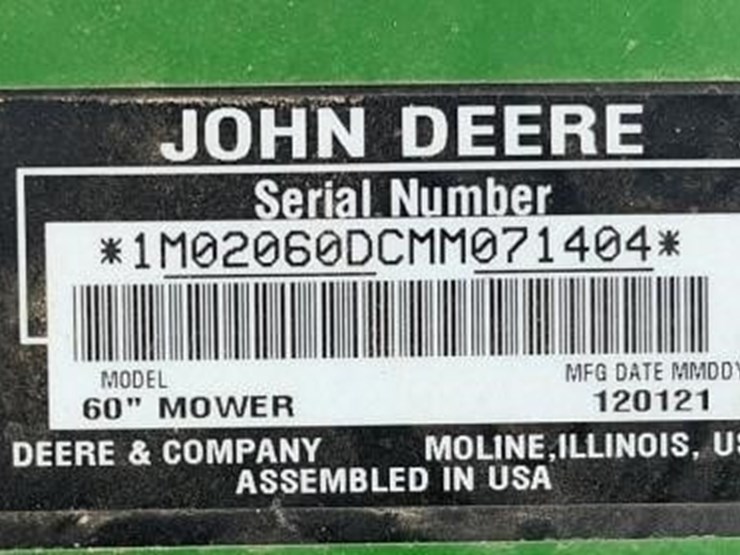 JOHN DEERE
Serial Number
*1M02060DCMM071404*
MODEL
60" MOWER
MFG DATE MMDDY
120121
DEERE & COMPANY MOLINE, ILLINOIS, US
ASSEMBLED IN USA